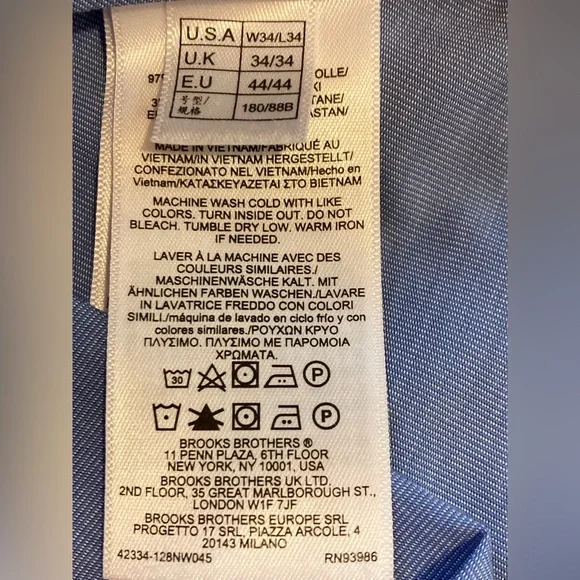 U.S.A W34/L34
U.K 34/34
E.U 44/44
号型/规格 180/88B
MADE IN VIETNAM/FABRIQUÉ AU
VIETNAM/IN VIETNAM HERGESTELLT/
CONFEZIONATO NEL VIETNAM/Hecho en
Vietnam/ΚΑΤΑΣΚΕΥΑΖΕΤΑΙ ΣΤΟ ΒΙΕΤΝΑΜ
MACHINE WASH COLD WITH LIKE
COLORS. TURN INSIDE OUT. DO NOT
BLEACH. TUMBLE DRY LOW. WARM IRON
IF NEEDED.
LAVER À LA MACHINE AVEC DES
COULEURS SIMILAIRES./
MASCHINENWÄSCHE KALT. MIT
ÄHNLICHEN FARBEN WASCHEN./LAVARE
IN LAVATRICE FREDDO CON COLORI
SIMILI./máquina de lavado en ciclo frío y con
colores similares./ΡΟΥΧΩΝ ΚΡΥΟ
ΠΛΥΣΙΜΟ. ΠΛΥΣΙΜΟ ΜΕ ΠΑΡΟΜΟΙΑ
ΧΡΩΜΑΤΑ.
30 P
P
BROOKS BROTHERS ®
11 PENN PLAZA, 6TH FLOOR
NEW YORK, NY 10001, USA
BROOKS BROTHERS UK LTD.
2ND FLOOR, 35 GREAT MARLBOROUGH ST.,
LONDON W1F 7JF
BROOKS BROTHERS EUROPE SRL
PROGETTO 17 SRL, PIAZZA ARCOLE, 4
20143 MILANO
42334-128NW045 RN93986